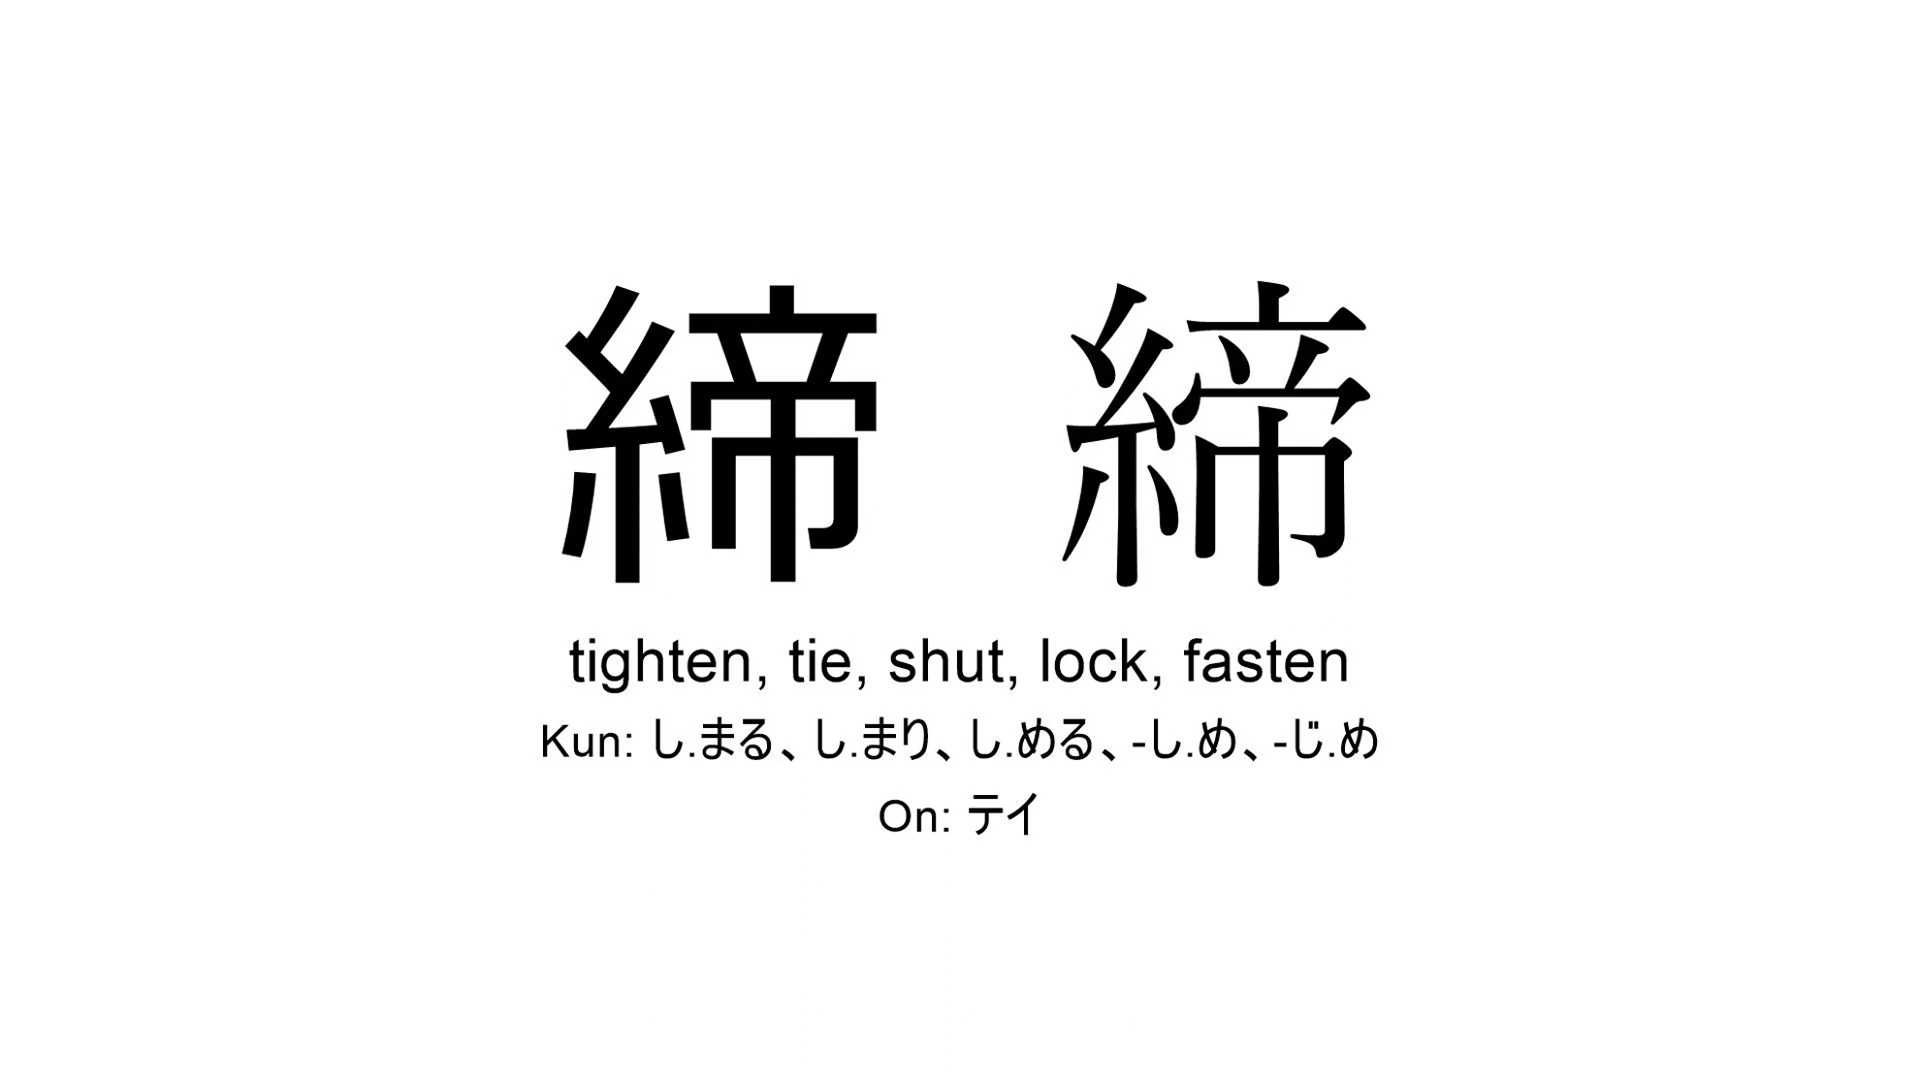 締 締
tighten, tie, shut, lock, fasten
Kun: し.まる、し.まり、し.める、-し.め、-じ.め
On: テイ